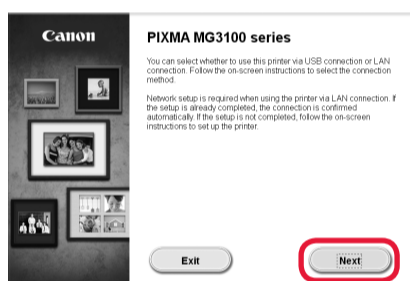 Canon
PIXMA MG3100 series
You can select whether to use this printer via USB connection or LAN
connection. Follow the on-screen instructions to select the connection
method.
Network setup is required when using the printer via LAN connection. If
the setup is already completed, the connection is confirmed
automatically. If the setup is not completed, follow the on-screen
instructions to set up the printer.
Exit
Next